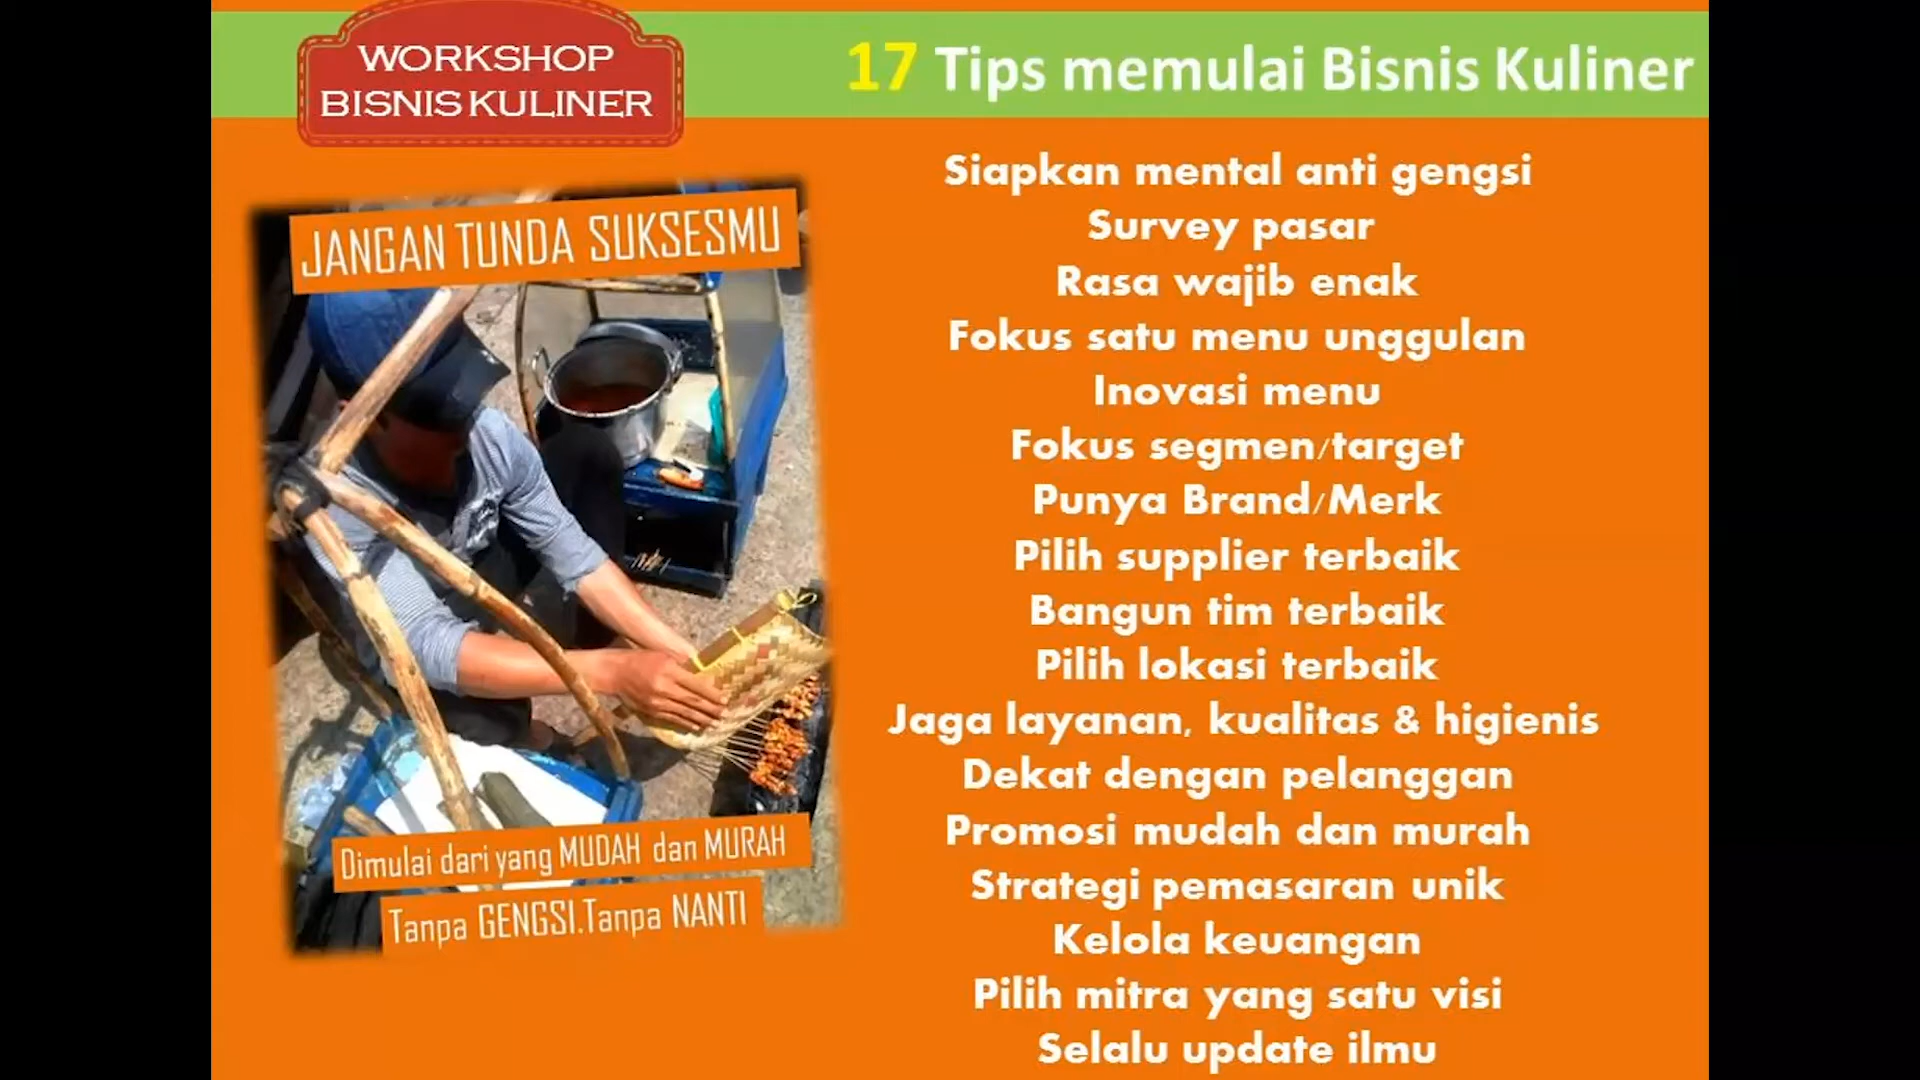 WORKSHOP
BISNIS KULINER
17 Tips memulai Bisnis Kuliner
JANGAN TUNDA SUKSESMU
Dimulai dari yang MUDAH dan MURAH
Tanpa GENGSI.Tanpa NANTI
Siapkan mental anti gengsi
Survey pasar
Rasa wajib enak
Fokus satu menu unggulan
Inovasi menu
Fokus segmen/target
Punya Brand/Merk
Pilih supplier terbaik
Bangun tim terbaik
Pilih lokasi terbaik
Jaga layanan, kualitas & higienis
Dekat dengan pelanggan
Promosi mudah dan murah
Strategi pemasaran unik
Kelola keuangan
Pilih mitra yang satu visi
Selalu update ilmu